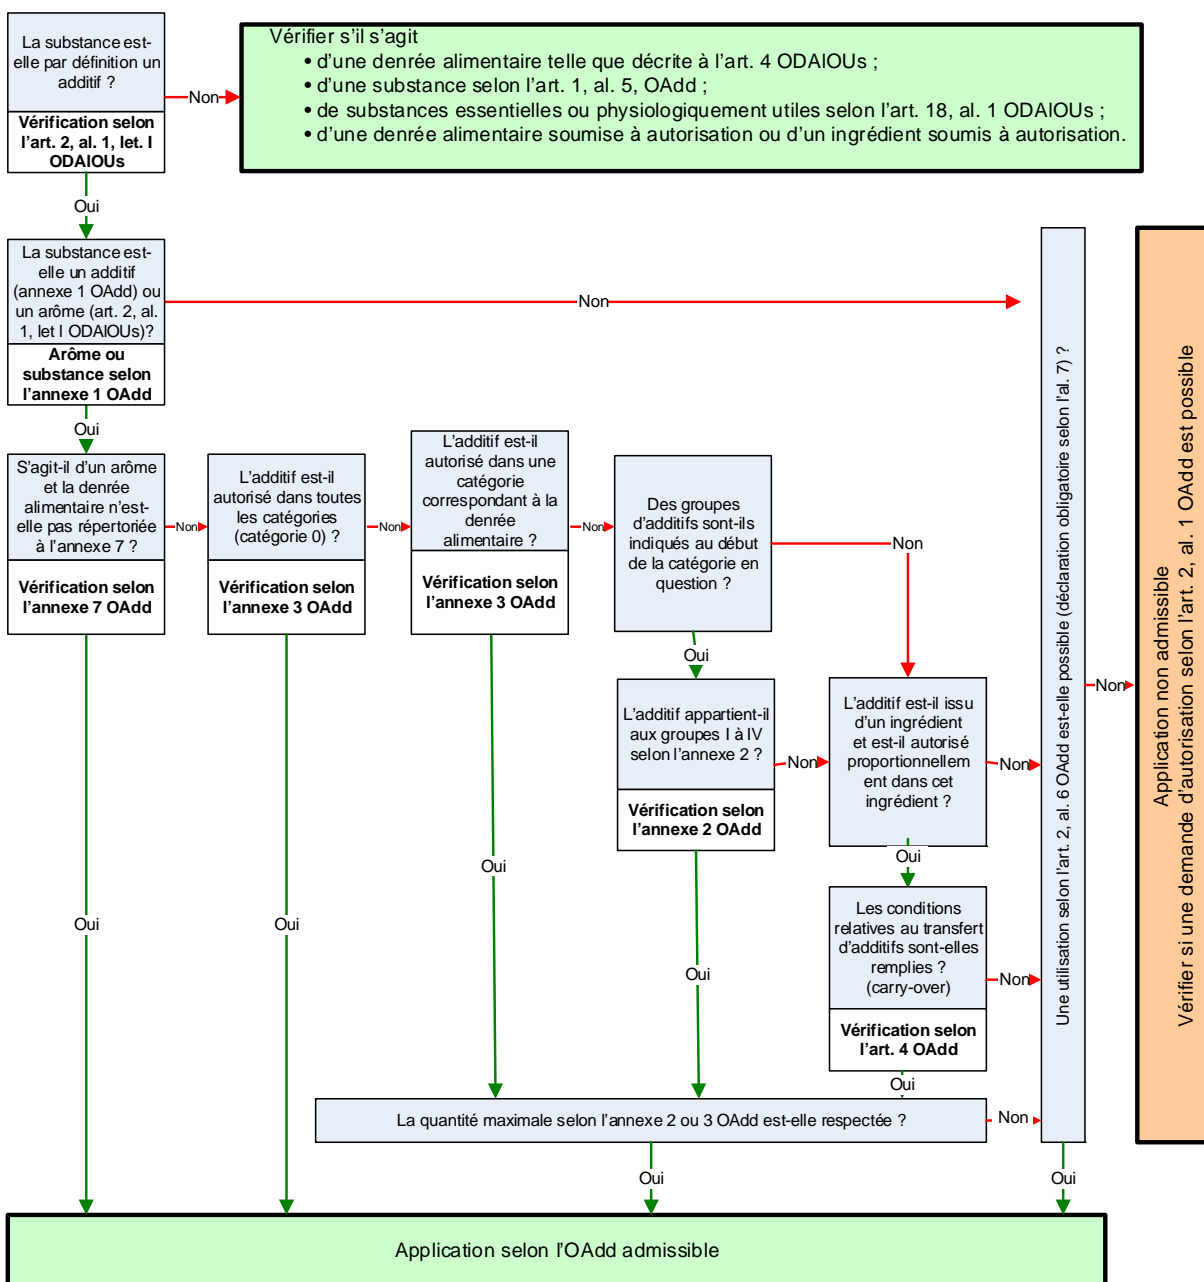 La substance est-
elle par définition un
additif ?
Vérification selon
l'art. 2, al. 1, let. l
ODAlOUs
Non
Vérifier s'il s'agit
• d'une denrée alimentaire telle que décrite à l'art. 4 ODAlOUs ;
• d'une substance selon l'art. 1, al. 5, OAdd ;
• de substances essentielles ou physiologiquement utiles selon l'art. 18, al. 1 ODAlOUs ;
• d'une denrée alimentaire soumise à autorisation ou d'un ingrédient soumis à autorisation.
Oui
La substance est-
elle un additif
(annexe 1 OAdd) ou
un arôme (art. 2, al.
1, let l ODAlOUs)?
Arôme ou
substance selon
l'annexe 1 OAdd
Non
Oui
S'agit-il d'un arôme
et la denrée
alimentaire n'est-
elle pas répertoriée
à l'annexe 7 ?
Vérification selon
l'annexe 7 OAdd
Non
L'additif est-il
autorisé dans toutes
les catégories
(catégorie 0) ?
Vérification selon
l'annexe 3 OAdd
Non
L'additif est-il
autorisé dans une
catégorie
correspondant à la
denrée
alimentaire ?
Vérification selon
l'annexe 3 OAdd
Non
Des groupes
d'additifs sont-ils
indiqués au début
de la catégorie en
question ?
Non
Oui
L'additif appartient-il
aux groupes I à IV
selon l'annexe 2 ?
Vérification selon
l'annexe 2 OAdd
Non
L'additif est-il issu
d'un ingrédient
et est-il autorisé
proportionnellem
ent dans cet
ingrédient ?
Non
Oui
Les conditions
relatives au transfert
d'additifs sont-elles
remplies ?
(carry-over)
Vérification selon
l'art. 4 OAdd
Non
Oui
Oui
Oui
Oui
Oui
La quantité maximale selon l'annexe 2 ou 3 OAdd est-elle respectée ?
Non
Oui
Une utilisation selon l'art. 2, al. 6 OAdd est-elle possible (déclaration obligatoire selon l'al. 7) ?
Non
Oui
Application non admissible
Vérifier si une demande d'autorisation selon l'art. 2, al. 1 OAdd est possible
Application selon l'OAdd admissible